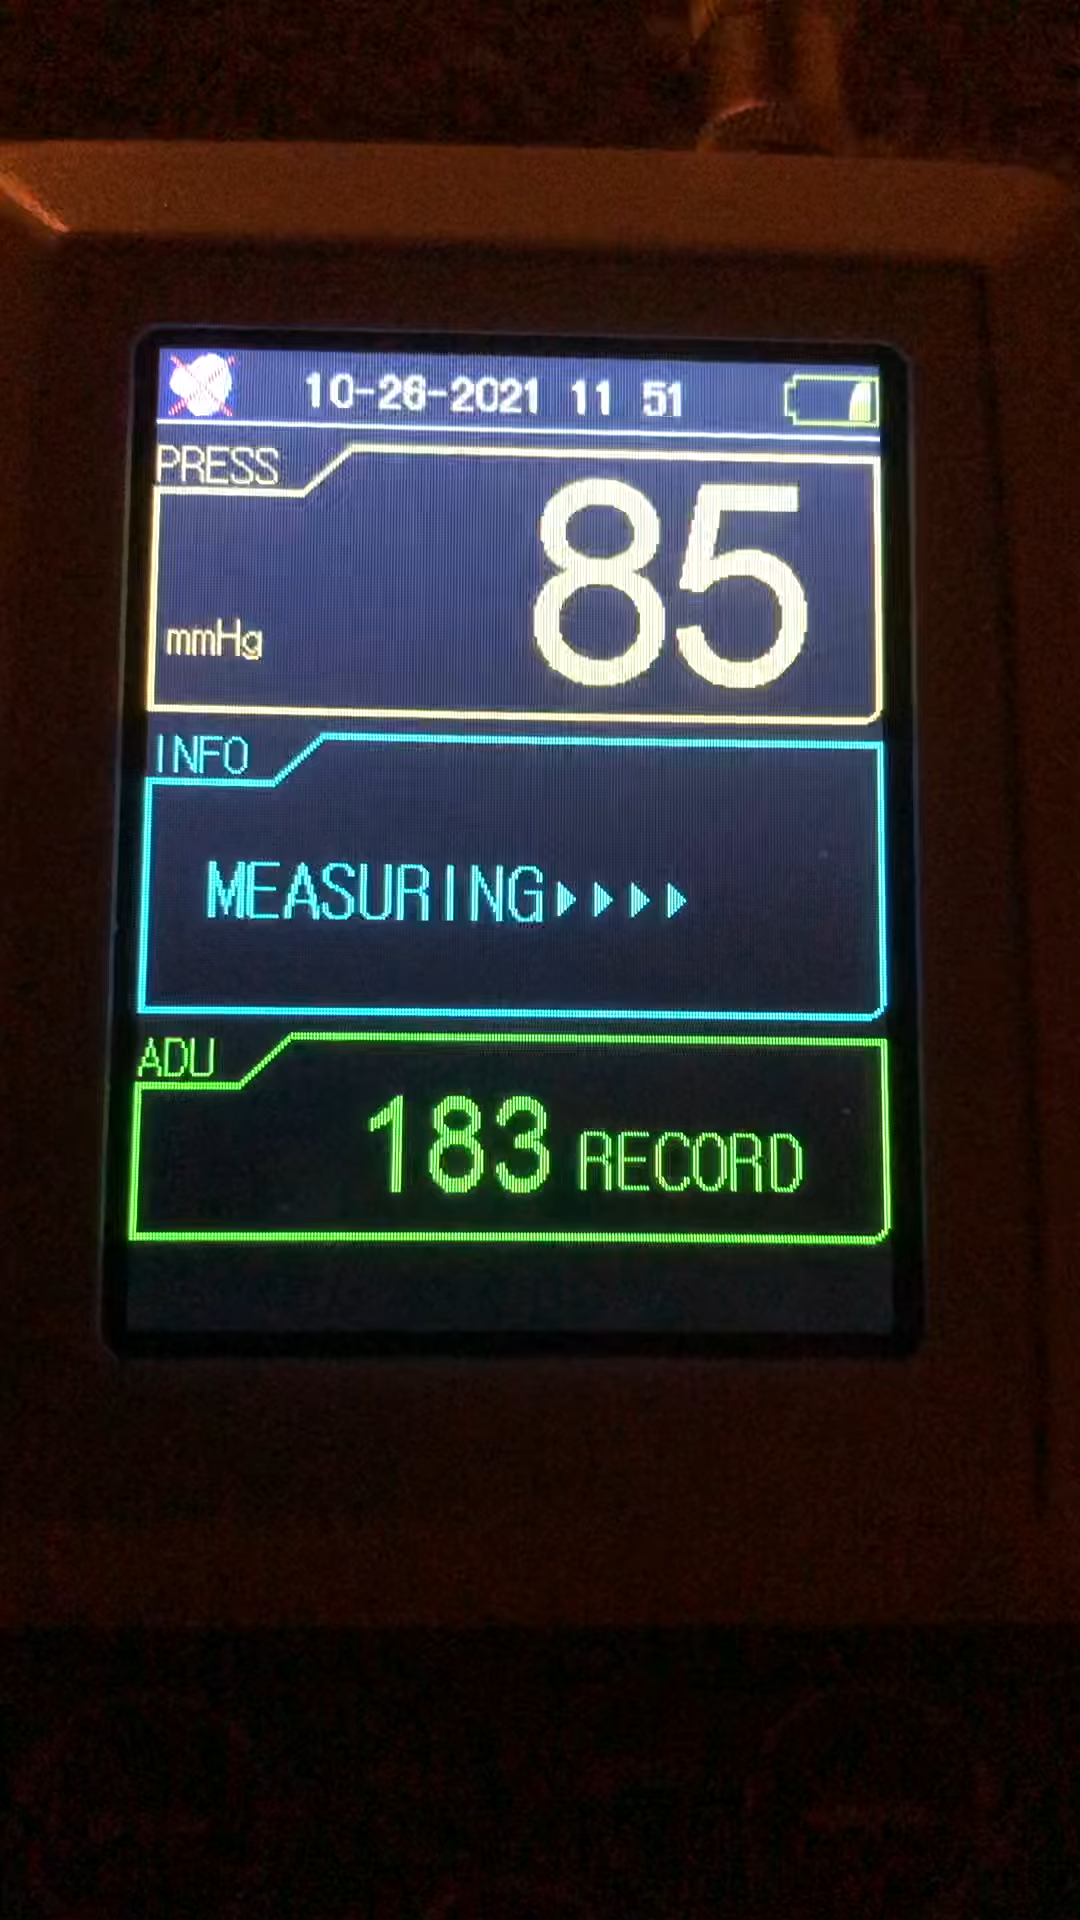 10-26-2021 11 51
PRESS
85
mmHg
INFO
MEASURING
ADU
183 RECORD